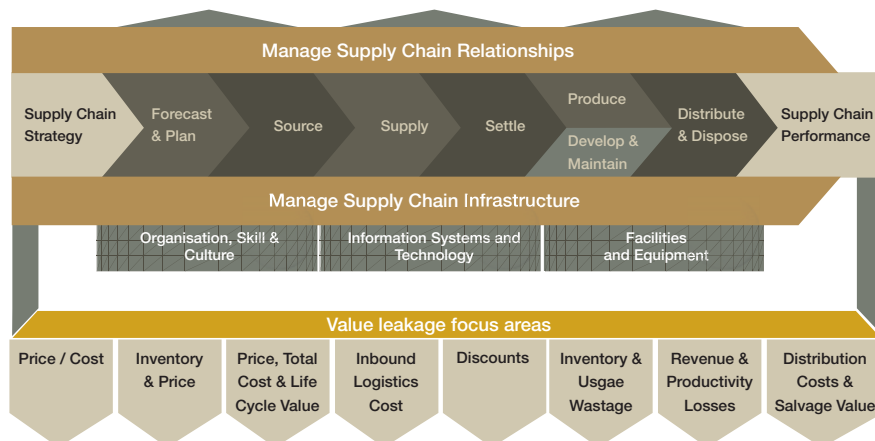 Manage Supply Chain Relationships
Supply Chain
Strategy
Forecast
& Plan
Source
Supply
Settle
Produce
Develop &
Maintain
Distribute
& Dispose
Supply Chain
Performance
Manage Supply Chain Infrastructure
Organisation, Skill &
Culture
Information Systems and
Technology
Facilities
and Equipment
Value leakage focus areas
Price / Cost
Inventory
& Price
Price, Total
Cost & Life
Cycle Value
Inbound
Logistics
Cost
Discounts
Inventory &
Usgae
Wastage
Revenue &
Productivity
Losses
Distribution
Costs &
Salvage Value